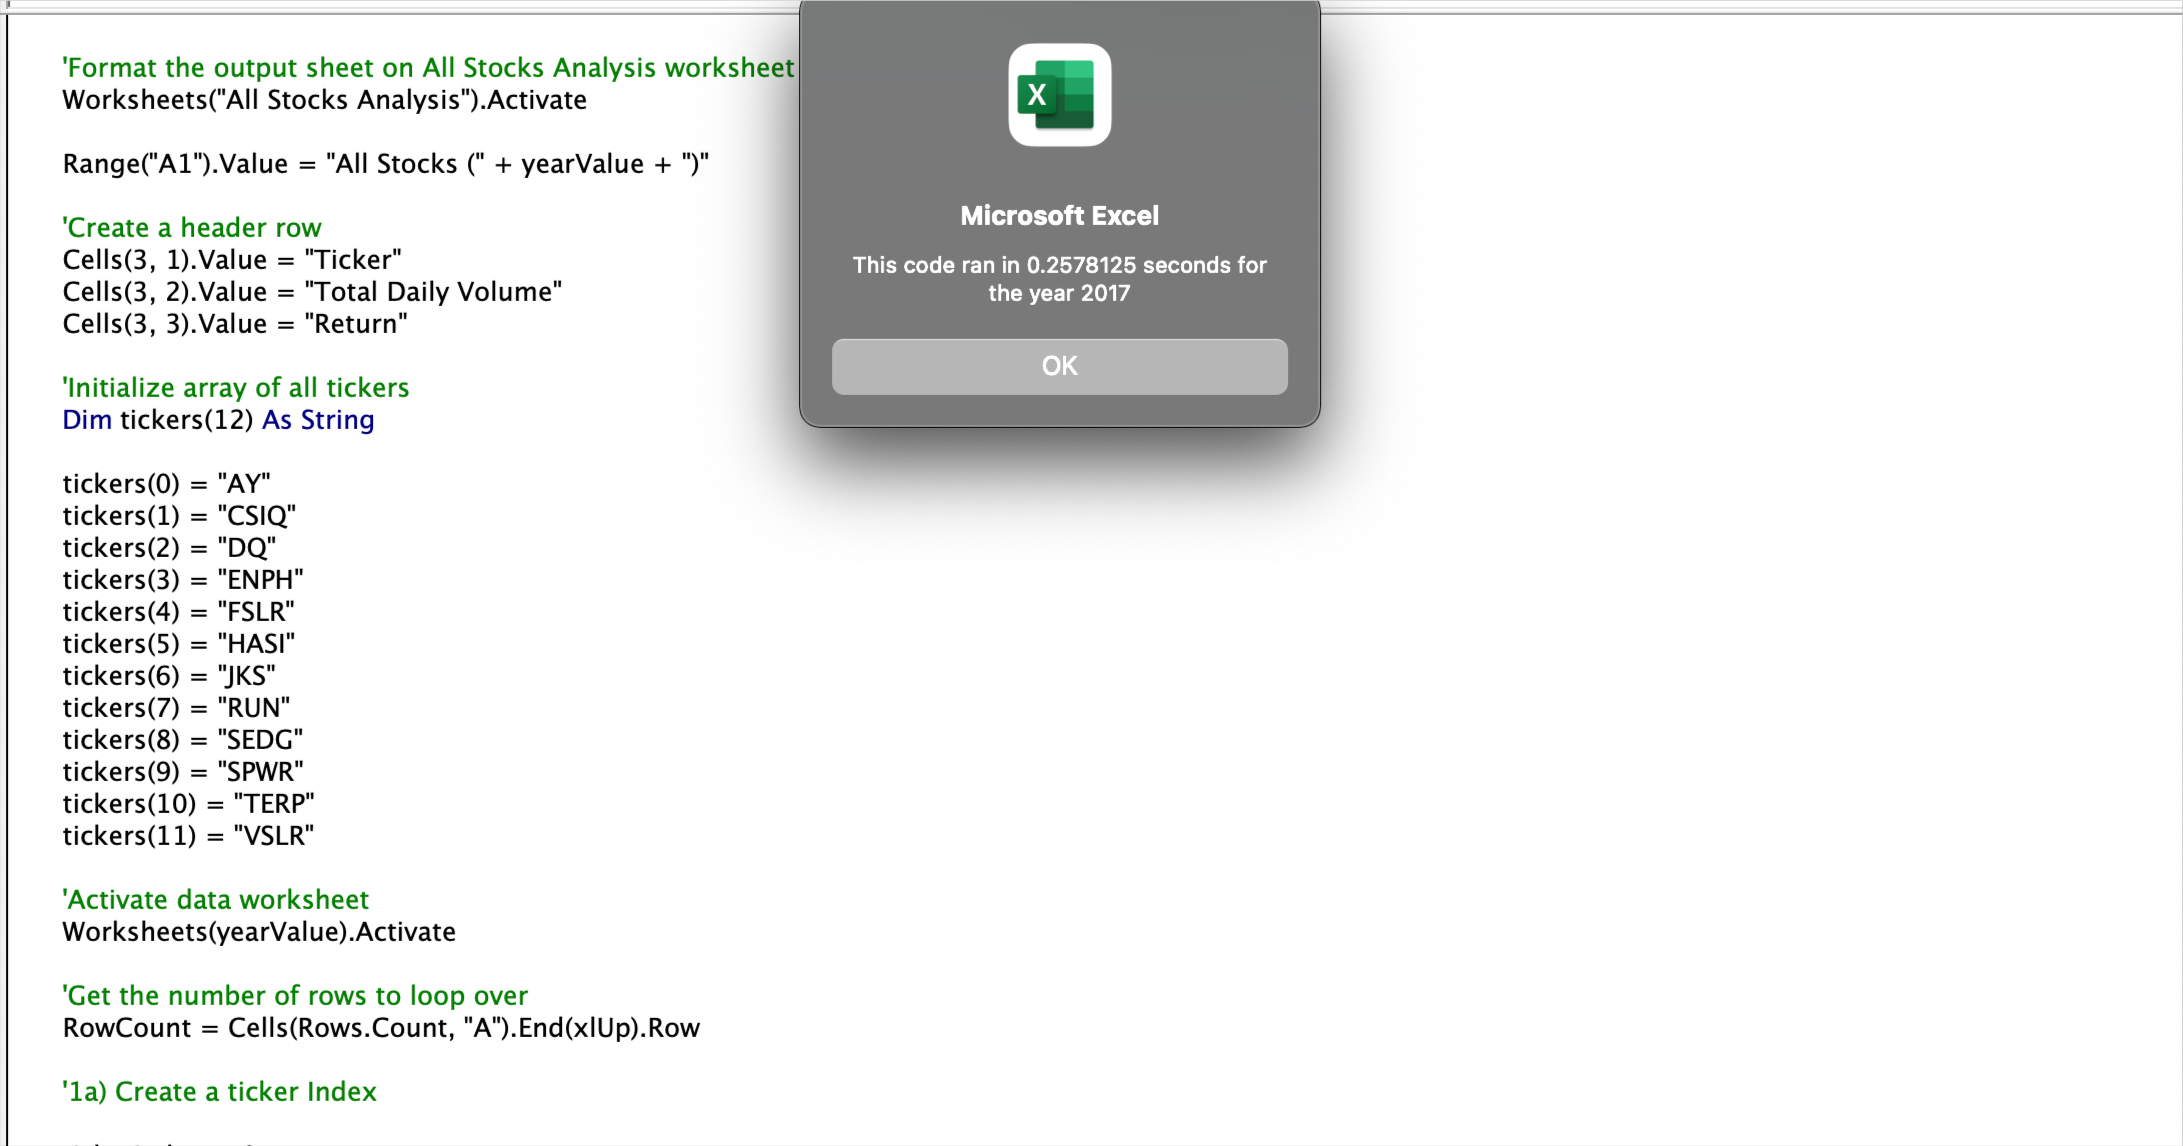 'Format the output sheet on All Stocks Analysis worksheet
Worksheets("All Stocks Analysis").Activate
Range("A1").Value = "All Stocks (" + yearValue + ")"
'Create a header row
Cells(3, 1).Value = "Ticker"
Cells(3, 2).Value = "Total Daily Volume"
Cells(3, 3).Value = "Return"
'Initialize array of all tickers
Dim tickers(12) As String
tickers(0) = "AY"
tickers(1) = "CSIQ"
tickers(2) = "DQ"
tickers(3) = "ENPH"
tickers(4) = "FSLR"
tickers(5) = "HASI"
tickers(6) = "JKS"
tickers(7) = "RUN"
tickers(8) = "SEDG"
tickers(9) = "SPWR"
tickers(10) = "TERP"
tickers(11) = "VSLR"
'Activate data worksheet
Worksheets(yearValue).Activate
'Get the number of rows to loop over
RowCount = Cells(Rows.Count, "A").End(xlUp).Row
'1a) Create a ticker Index
X
Microsoft Excel
This code ran in 0.2578125 seconds for
the year 2017
OK